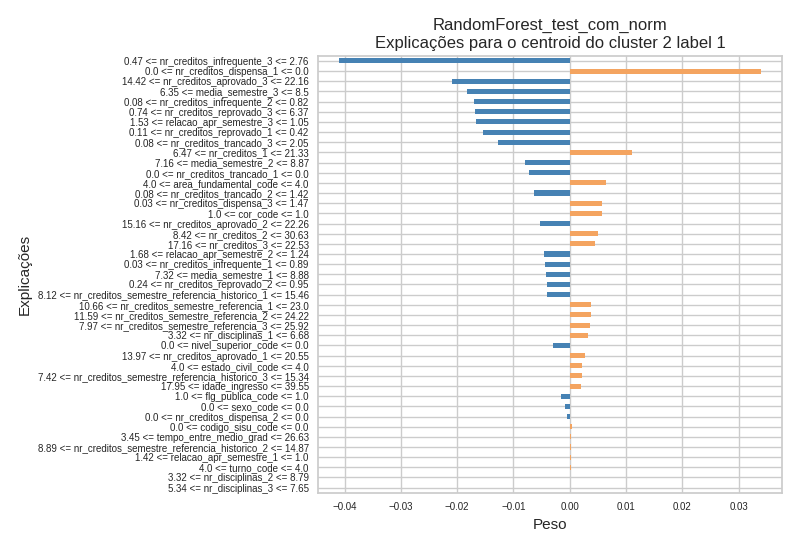 RandomForest_test_com_norm
Explicações para o centroid do cluster 2 label 1
0.47 <= nr_creditos_infrequente_3 <= 2.76
0.0 <= nr_creditos_dispensa_1 <= 0.0
14.42 <= nr_creditos_aprovado_3 <= 22.16
6.35 <= media_semestre_3 <= 8.5
0.08 <= nr_creditos_infrequente_2 <= 0.82
0.74 <= nr_creditos_reprovado_3 <= 6.37
1.53 <= relacao_apr_semestre_3 <= 1.05
0.11 <= nr_creditos_reprovado_1 <= 0.42
0.08 <= nr_creditos_trancado_3 <= 2.05
6.47 <= nr_creditos_1 <= 21.33
7.16 <= media_semestre_2 <= 8.87
0.0 <= nr_creditos_trancado_1 <= 0.0
4.0 <= area_fundamental_code <= 4.0
0.08 <= nr_creditos_trancado_2 <= 1.42
0.03 <= nr_creditos_dispensa_3 <= 1.47
1.0 <= cor_code <= 1.0
15.16 <= nr_creditos_aprovado_2 <= 22.26
8.42 <= nr_creditos_2 <= 30.63
17.16 <= nr_creditos_3 <= 22.53
1.68 <= relacao_apr_semestre_2 <= 1.24
0.03 <= nr_creditos_infrequente_1 <= 0.89
7.32 <= media_semestre_1 <= 8.88
0.24 <= nr_creditos_reprovado_2 <= 0.95
8.12 <= nr_creditos_semestre_referencia_historico_1 <= 15.46
10.66 <= nr_creditos_semestre_referencia_1 <= 23.0
11.59 <= nr_creditos_semestre_referencia_2 <= 24.22
7.97 <= nr_creditos_semestre_referencia_3 <= 25.92
3.32 <= nr_disciplinas_1 <= 6.68
0.0 <= nivel_superior_code <= 0.0
13.97 <= nr_creditos_aprovado_1 <= 20.55
4.0 <= estado_civil_code <= 4.0
7.42 <= nr_creditos_semestre_referencia_historico_3 <= 15.34
17.95 <= idade_ingresso <= 39.55
1.0 <= flg_publica_code <= 1.0
0.0 <= sexo_code <= 0.0
0.0 <= nr_creditos_dispensa_2 <= 0.0
0.0 <= codigo_sisu_code <= 0.0
3.45 <= tempo_entre_medio_grad <= 26.63
8.89 <= nr_creditos_semestre_referencia_historico_2 <= 14.87
1.42 <= relacao_apr_semestre_1 <= 1.0
4.0 <= turno_code <= 4.0
3.32 <= nr_disciplinas_2 <= 8.79
5.34 <= nr_disciplinas_3 <= 7.65
Explicações
−0.04 −0.03 −0.02 −0.01 0.00 0.01 0.02 0.03
Peso